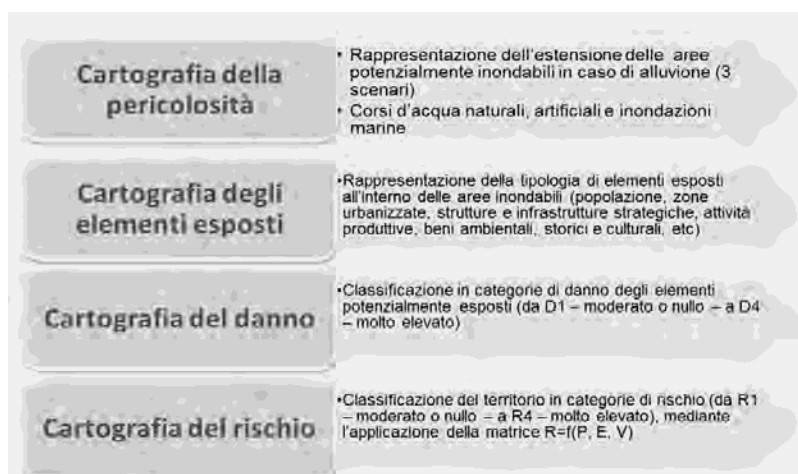 Cartografia della
pericolosità
• Rappresentazione dell'estensione delle aree
potenzialmente inondabili in caso di alluvione (3
scenari)
• Corsi d'acqua naturali, artificiali e inondazioni
marine
Cartografia degli
elementi esposti
•Rappresentazione della tipologia di elementi esposti
all'interno delle aree inondabili (popolazione, zone
urbanizzate, strutture e infrastrutture strategiche, attività
produttive, beni ambientali, storici e culturali, etc)
Cartografia del danno
•Classificazione in categorie di danno degli elementi
potenzialmente esposti (da D1 – moderato o nullo – a D4
– molto elevato)
Cartografia del rischio
•Classificazione del territorio in categorie di rischio (da R1
– moderato o nullo – a R4 – molto elevato), mediante
l'applicazione della matrice R=f(P, E, V)